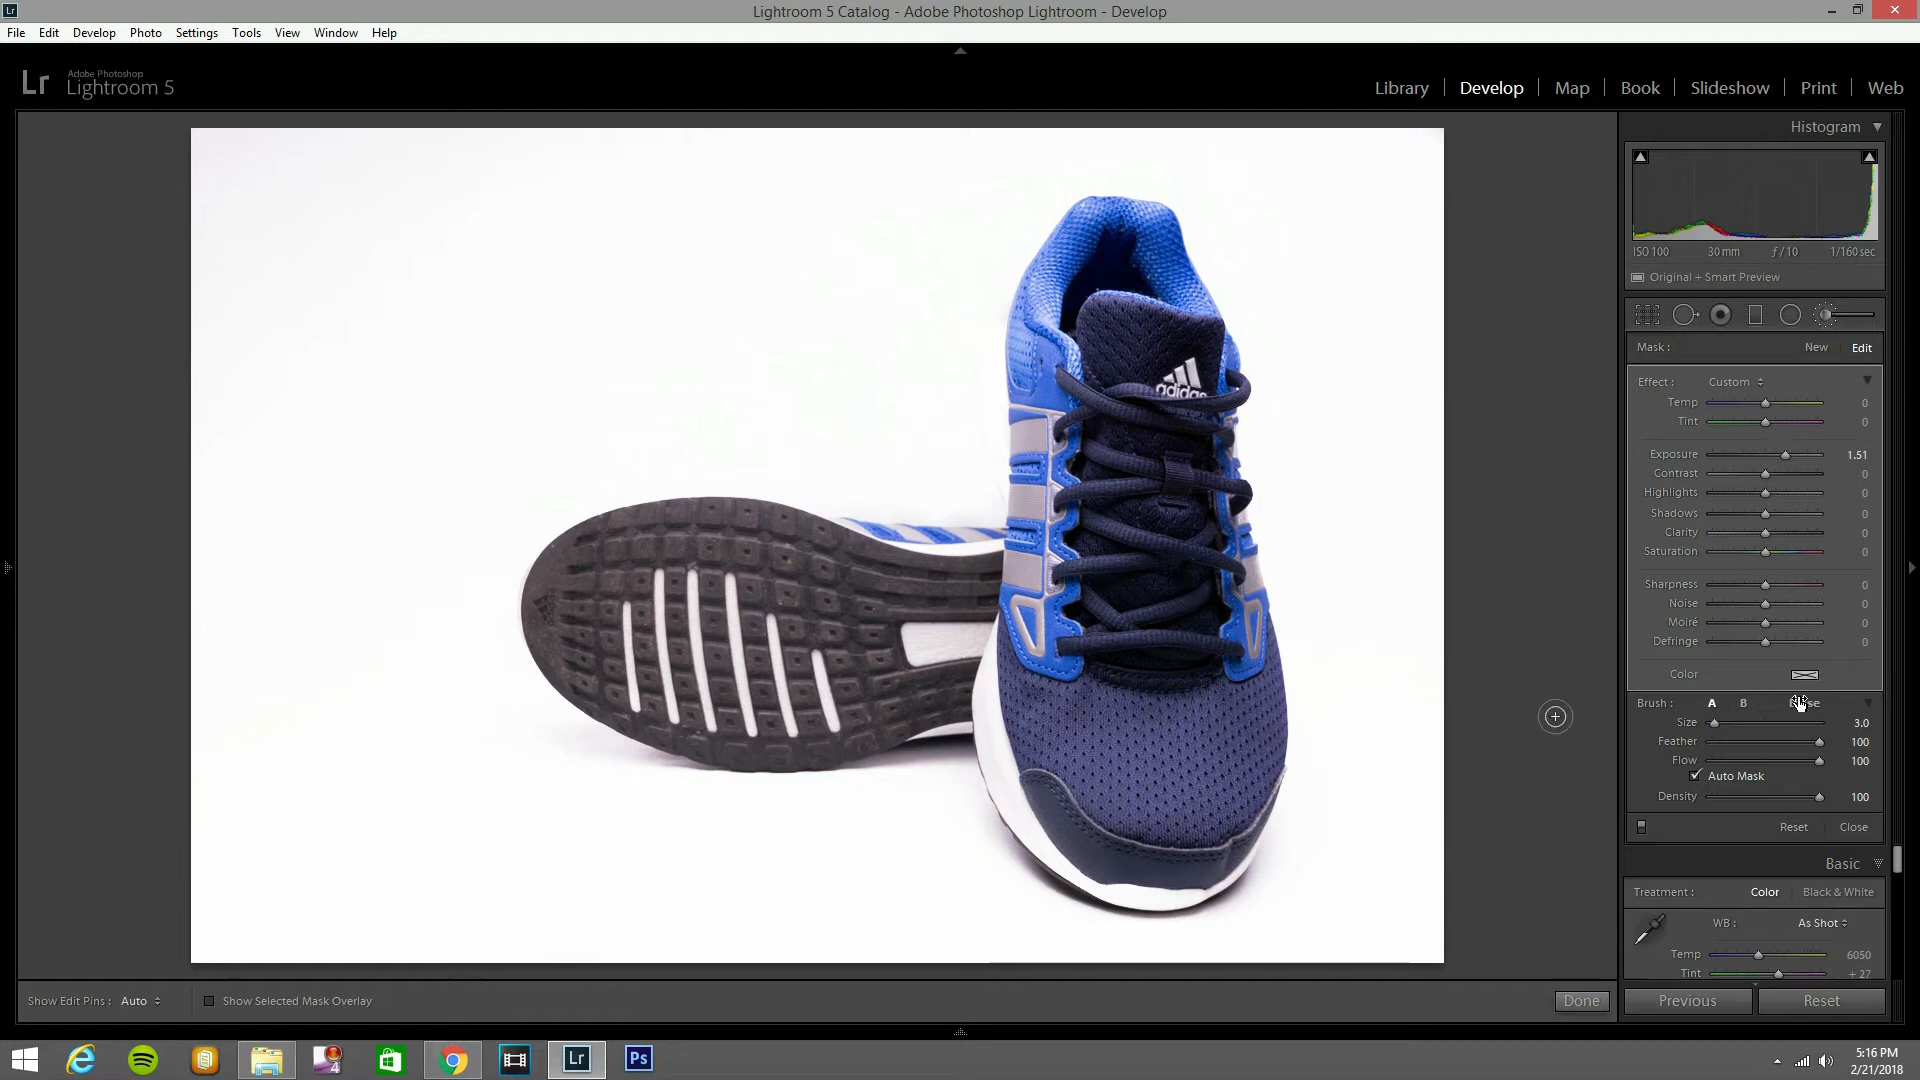 Lr
Lightroom 5 Catalog - Adobe Photoshop Lightroom - Develop
File Edit Develop Photo Settings Tools View Window Help
Lr
Adobe Photoshop
Lightroom 5
Library Develop Map Book Slideshow Print Web
Histogram
ISO 100 30 mm ƒ / 10 1/160 sec
Original + Smart Preview
Mask : New Edit
Effect : Custom
Temp 0
Tint 0
Exposure 1.51
Contrast 0
Highlights 0
Shadows 0
Clarity 0
Saturation 0
Sharpness 0
Noise 0
Moiré 0
Defringe 0
Color
Brush : A B
Size 3.0
Feather 100
Flow 100
Auto Mask
Density 100
Reset Close
Basic
Treatment : Color Black & White
WB : As Shot
Temp 6050
Tint + 27
adidas
Show Edit Pins : Auto Show Selected Mask Overlay Done Previous Reset
4 Lr Ps
5:16 PM
2/21/2018